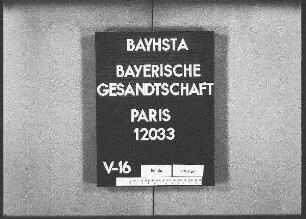 BAYHSTA
BAYERISCHE
GESANDTSCHAFT
PARIS
12033
V-16